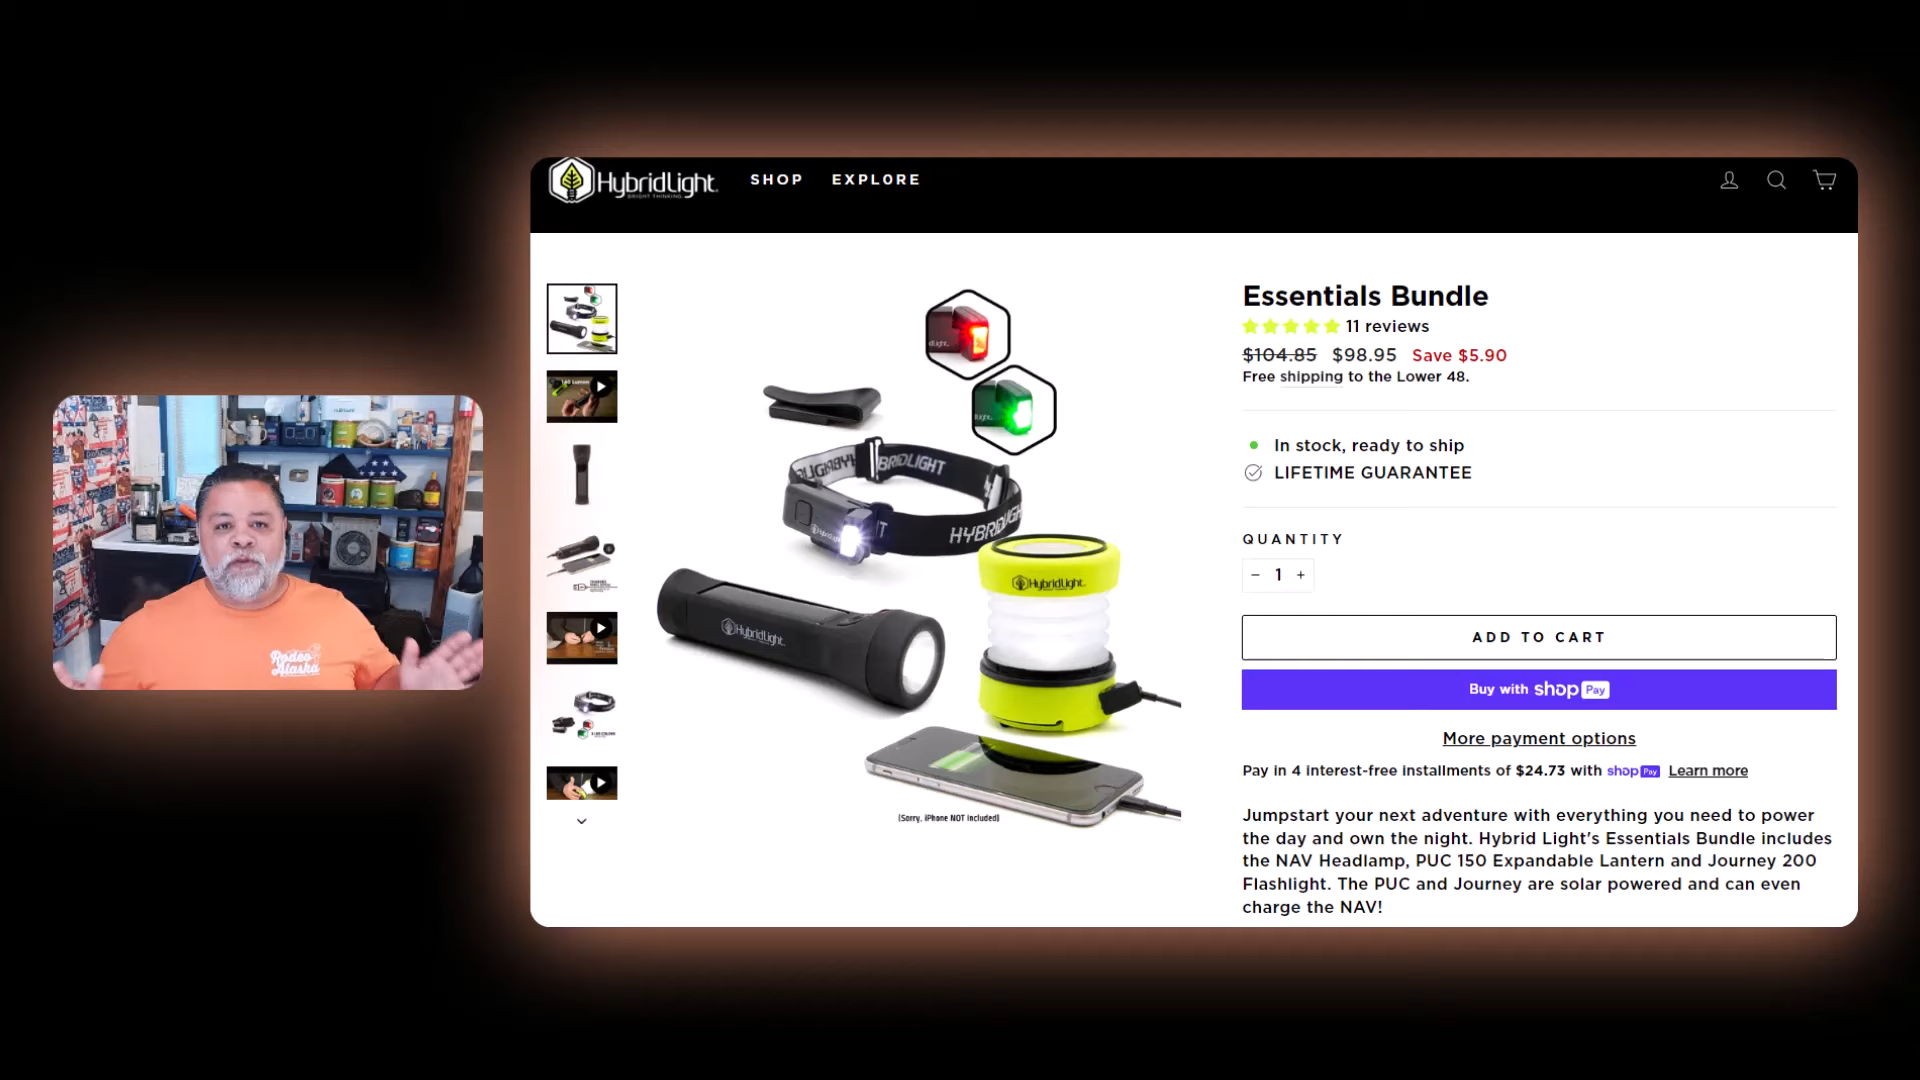 HybridLight
BRIGHT THINKING
SHOP
EXPLORE
Essentials Bundle
11 reviews
$104.85 $98.95 Save $5.90
Free shipping to the Lower 48.
In stock, ready to ship
LIFETIME GUARANTEE
QUANTITY
− 1 +
ADD TO CART
Buy with shop Pay
More payment options
Pay in 4 interest-free installments of $24.73 with shop Pay Learn more
Jumpstart your next adventure with everything you need to power
the day and own the night. Hybrid Light's Essentials Bundle includes
the NAV Headlamp, PUC 150 Expandable Lantern and Journey 200
Flashlight. The PUC and Journey are solar powered and can even
charge the NAV!
HYBRIDLIGHT
HybridLight
HybridLight
(Sorry, iPhone NOT included)
Rodeo
Alaska